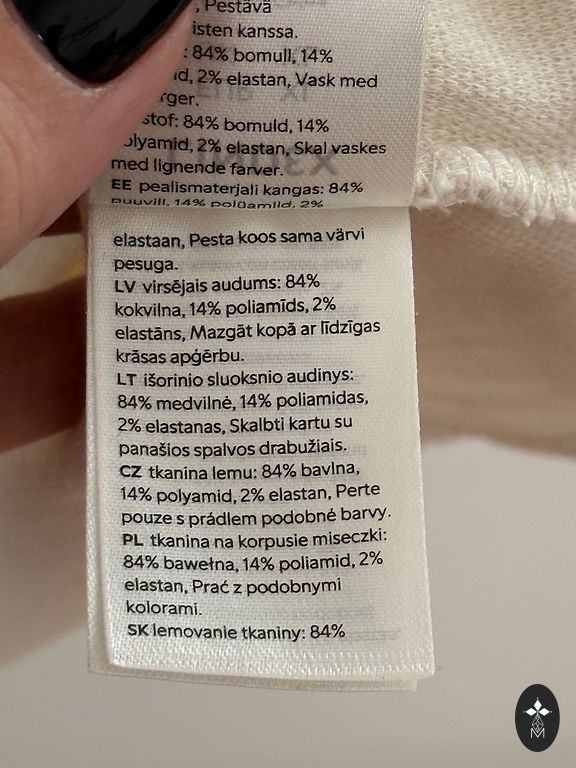 , Pestävä
isten kanssa.
: 84% bomull, 14%
d, 2% elastan, Vask med
rger.
stof: 84% bomuld, 14%
olyamid, 2% elastan, Skal vaskes
med lignende farver.
EE pealismaterjali kangas: 84%
puuvill, 14% polüamiid, 2%
elastaan, Pesta koos sama värvi
pesuga.
LV virsējais audums: 84%
kokvilna, 14% poliamīds, 2%
elastāns, Mazgāt kopā ar līdzīgas
krāsas apģērbu.
LT išorinio sluoksnio audinys:
84% medvilnė, 14% poliamidas,
2% elastanas, Skalbti kartu su
panašios spalvos drabužiais.
CZ tkanina lemu: 84% bavlna,
14% polyamid, 2% elastan, Perte
pouze s prádlem podobné barvy.
PL tkanina na korpusie miseczki:
84% bawełna, 14% poliamid, 2%
elastan, Prać z podobnymi
kolorami.
SK lemovanie tkaniny: 84%
M